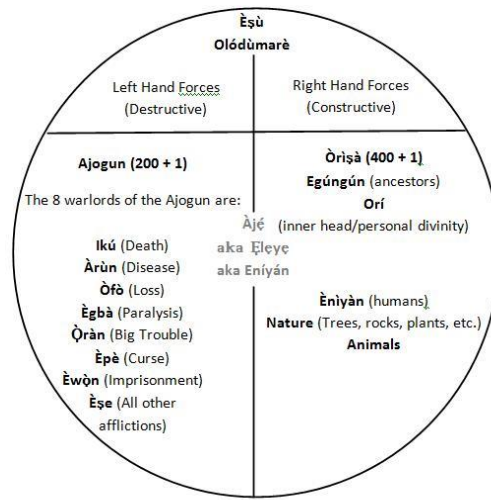 Èṣù
Olódùmarè
Left Hand Forces
(Destructive)
Right Hand Forces
(Constructive)
Ajogun (200 + 1)
The 8 warlords of the Ajogun are:
Ikú (Death)
Àrùn (Disease)
Òfò (Loss)
Ègbà (Paralysis)
Ọ̀ràn (Big Trouble)
Èpè (Curse)
Èwọ̀n (Imprisonment)
Èṣe (All other
afflictions)
Àjẹ́
aka Ẹlẹyẹ
aka Eníyán
Òrìṣà (400 + 1)
Egúngún (ancestors)
Orí
(inner head/personal divinity)
Ènìyàn (humans)
Nature (Trees, rocks, plants, etc.)
Animals